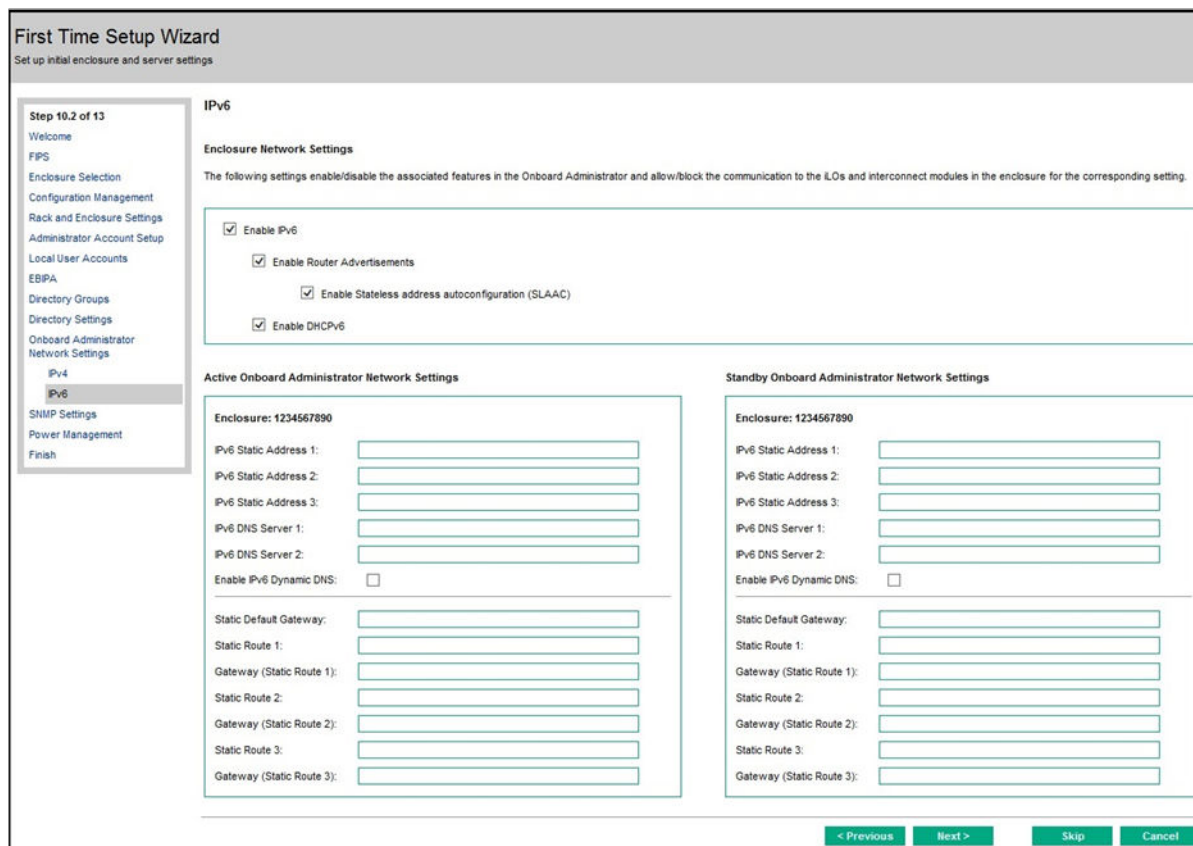 First Time Setup Wizard
Set up initial enclosure and server settings
Step 10.2 of 13
Welcome
FIPS
Enclosure Selection
Configuration Management
Rack and Enclosure Settings
Administrator Account Setup
Local User Accounts
EBIPA
Directory Groups
Directory Settings
Onboard Administrator
Network Settings
IPv4
IPv6
SNMP Settings
Power Management
Finish
IPv6
Enclosure Network Settings
The following settings enable/disable the associated features in the Onboard Administrator and allow/block the communication to the iLOs and interconnect modules in the enclosure for the corresponding setting.
Enable IPv6
Enable Router Advertisements
Enable Stateless address autoconfiguration (SLAAC)
Enable DHCPv6
Active Onboard Administrator Network Settings
Enclosure: 1234567890
IPv6 Static Address 1:
IPv6 Static Address 2:
IPv6 Static Address 3:
IPv6 DNS Server 1:
IPv6 DNS Server 2:
Enable IPv6 Dynamic DNS:
Static Default Gateway:
Static Route 1:
Gateway (Static Route 1):
Static Route 2:
Gateway (Static Route 2):
Static Route 3:
Gateway (Static Route 3):
Standby Onboard Administrator Network Settings
Enclosure: 1234567890
IPv6 Static Address 1:
IPv6 Static Address 2:
IPv6 Static Address 3:
IPv6 DNS Server 1:
IPv6 DNS Server 2:
Enable IPv6 Dynamic DNS:
Static Default Gateway:
Static Route 1:
Gateway (Static Route 1):
Static Route 2:
Gateway (Static Route 2):
Static Route 3:
Gateway (Static Route 3):
< Previous
Next >
Skip
Cancel